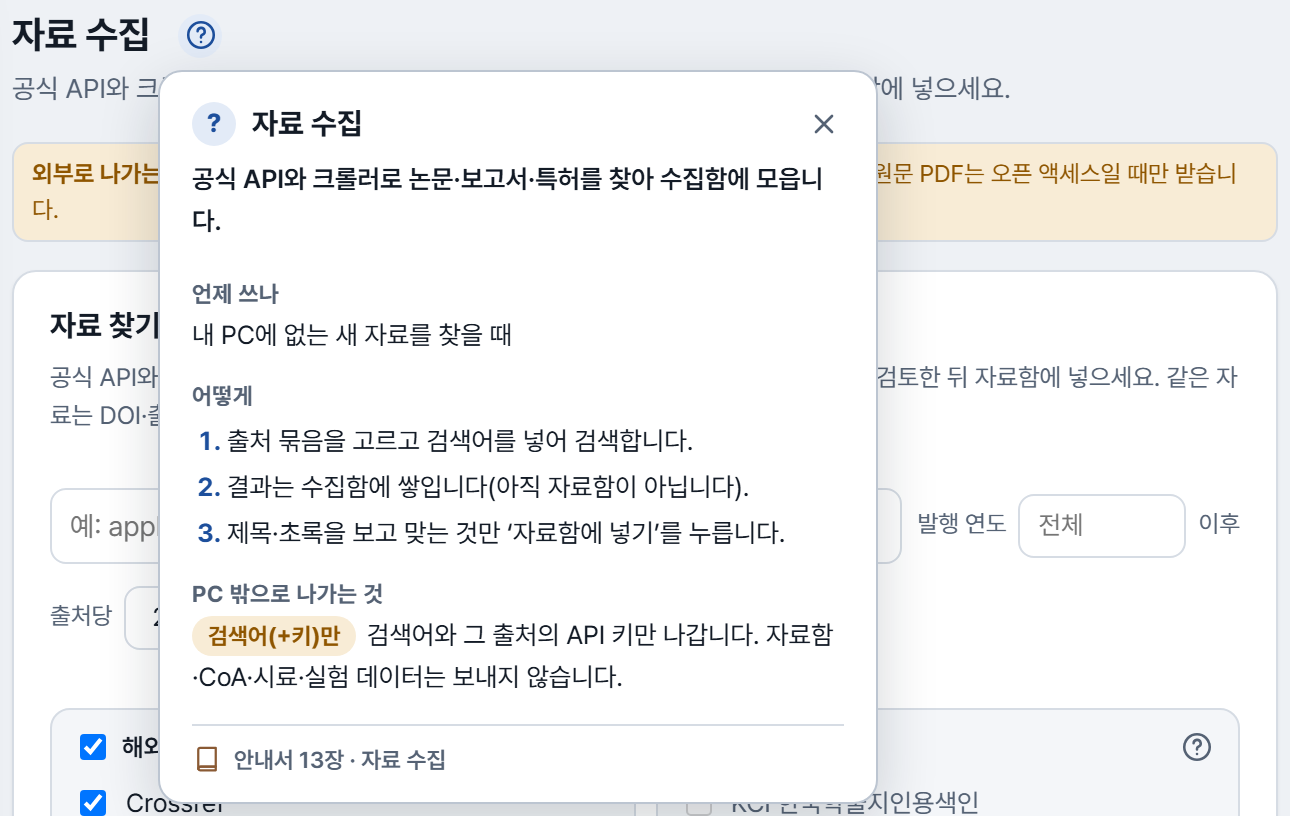 자료 수집 ?
공식 API와 에 넣으세요.
? 자료 수집
공식 API와 크롤러로 논문·보고서·특허를 찾아 수집함에 모읍니
다.
외부로 나가는 원문 PDF는 오픈 액세스일 때만 받습니
다.
언제 쓰나
내 PC에 없는 새 자료를 찾을 때
자료 찾기
공식 API와 검토한 뒤 자료함에 넣으세요. 같은 자
료는 DOI·
어떻게
1. 출처 묶음을 고르고 검색어를 넣어 검색합니다.
2. 결과는 수집함에 쌓입니다(아직 자료함이 아닙니다).
3. 제목·초록을 보고 맞는 것만 ‘자료함에 넣기’를 누릅니다.
예: appl 발행 연도 전체 이후
PC 밖으로 나가는 것
검색어(+키)만 검색어와 그 출처의 API 키만 나갑니다. 자료함
·CoA·시료·실험 데이터는 보내지 않습니다.
출처당
안내서 13장 · 자료 수집
해외 ?
Crossref